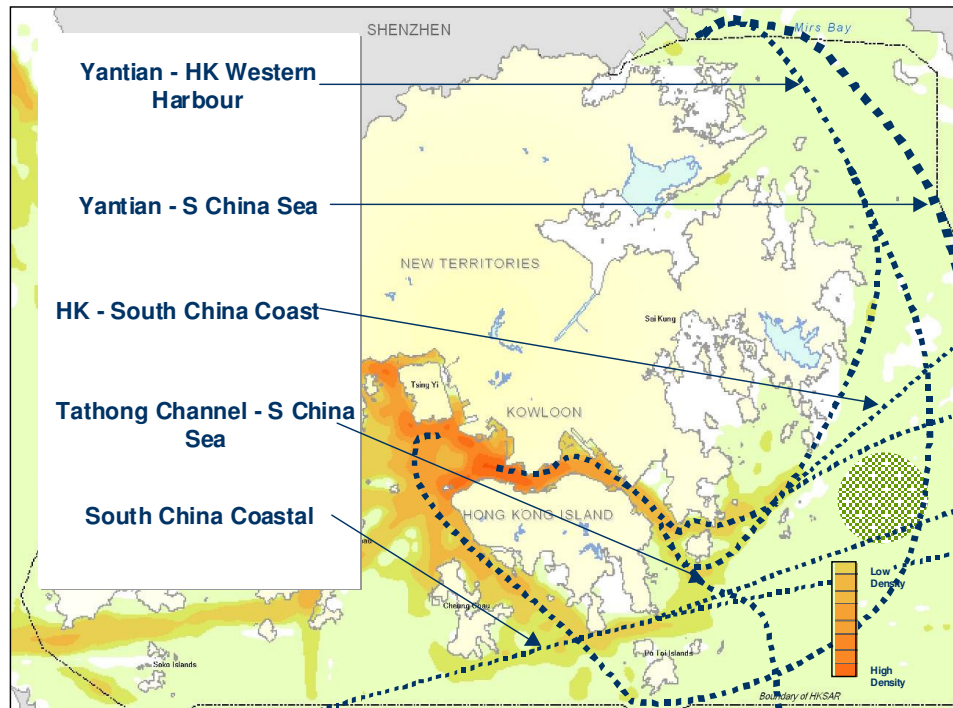 SHENZHEN
Mirs Bay
Yantian - HK Western
Harbour
Yantian - S China Sea
NEW TERRITORIES
HK - South China Coast
Sai Kung
Tsing Yi
Tathong Channel - S China
Sea
KOWLOON
South China Coastal
HONG KONG ISLAND
Low
Density
Cheung Chau
Po Toi Islands
Soko Islands
High
Density
Boundary of HKSAR